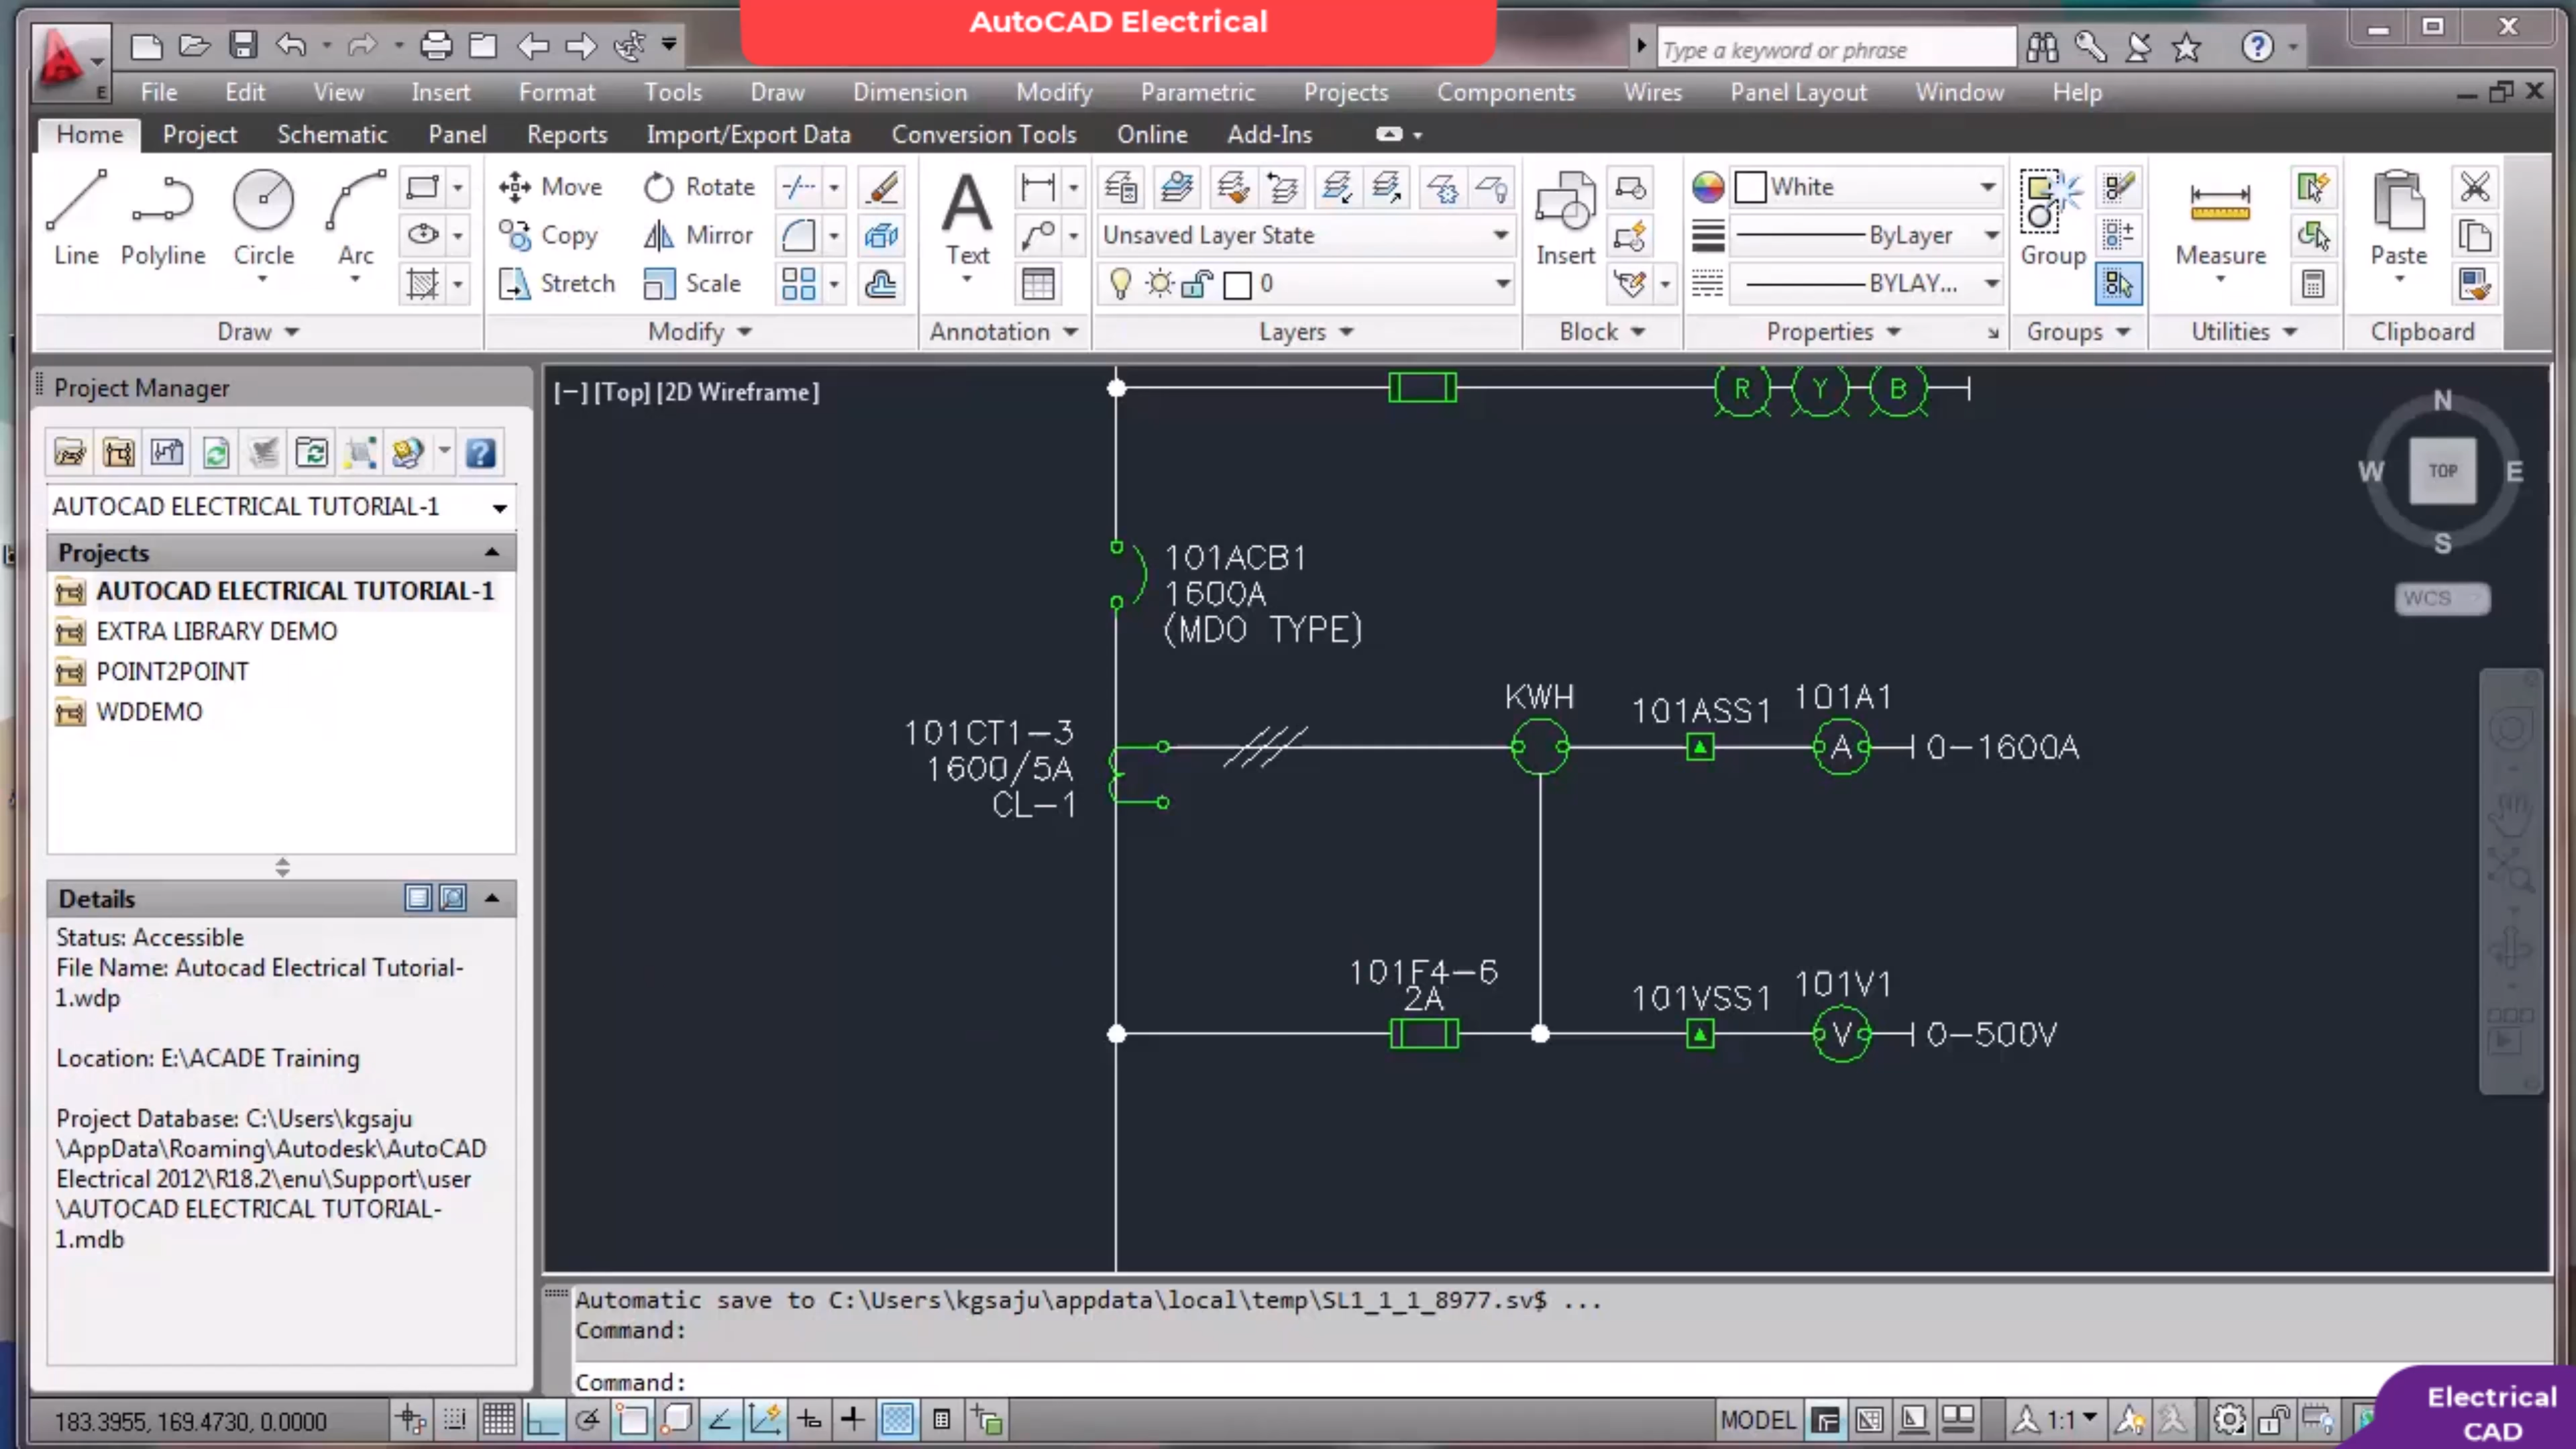 AutoCAD Electrical
Type a keyword or phrase
E
File Edit View Insert Format Tools Draw Dimension Modify Parametric Projects Components Wires Panel Layout Window Help
Home Project Schematic Panel Reports Import/Export Data Conversion Tools Online Add-Ins
Line Polyline Circle Arc
Move Rotate
Copy Mirror
Stretch Scale
Text
Unsaved Layer State
0
Insert
White
ByLayer
BYLAY...
Group
Measure
Paste
Draw Modify Annotation Layers Block Properties Groups Utilities Clipboard
Project Manager
AUTOCAD ELECTRICAL TUTORIAL-1
Projects
AUTOCAD ELECTRICAL TUTORIAL-1
EXTRA LIBRARY DEMO
POINT2POINT
WDDEMO
Details
Status: Accessible
File Name: Autocad Electrical Tutorial-
1.wdp
Location: E:\ACADE Training
Project Database: C:\Users\kgsaju
\AppData\Roaming\Autodesk\AutoCAD
Electrical 2012\R18.2\enu\Support\user
\AUTOCAD ELECTRICAL TUTORIAL-
1.mdb
[−] [Top] [2D Wireframe]
R Y B
N
W TOP E
S
WCS
101ACB1
1600A
(MDO TYPE)
101CT1-3
1600/5A
CL-1
KWH
101ASS1
101A1
A
0-1600A
101F4-6
2A
101VSS1
101V1
V
0-500V
Automatic save to C:\Users\kgsaju\appdata\local\temp\SL1_1_1_8977.sv$ ...
Command:
Command:
183.3955, 169.4730, 0.0000
MODEL
1:1
Electrical
CAD